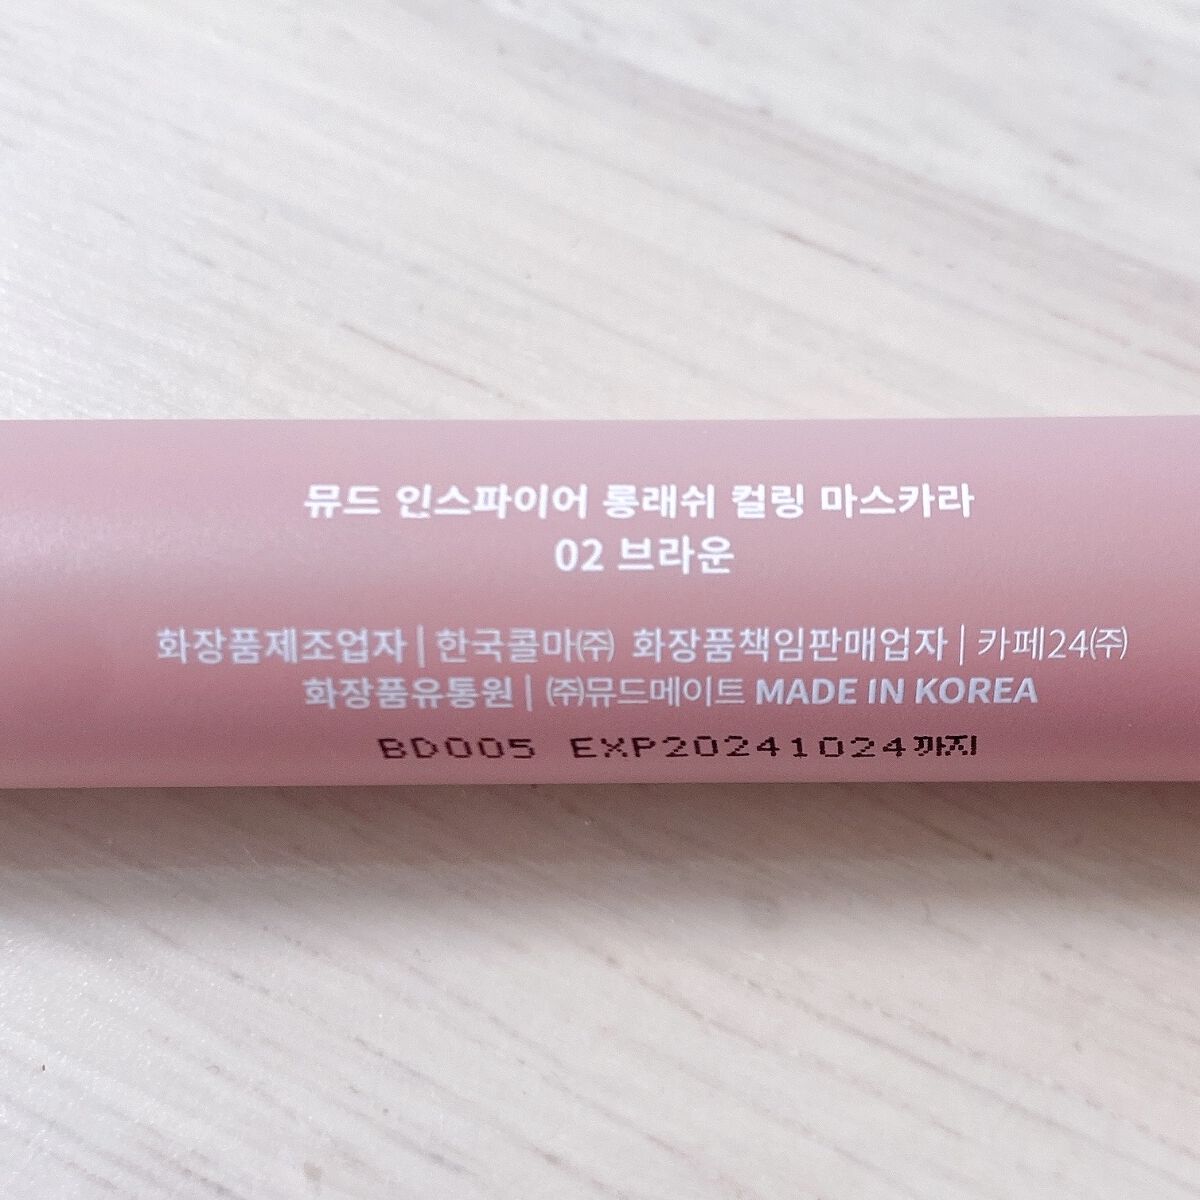 뮤드 인스파이어 롱래쉬 컬링 마스카라
02 브라운
화장품제조업자 | 한국콜마㈜ 화장품책임판매업자 | 카페24㈜
화장품유통원 | ㈜뮤드메이트 MADE IN KOREA
BD005 EXP20241024까지